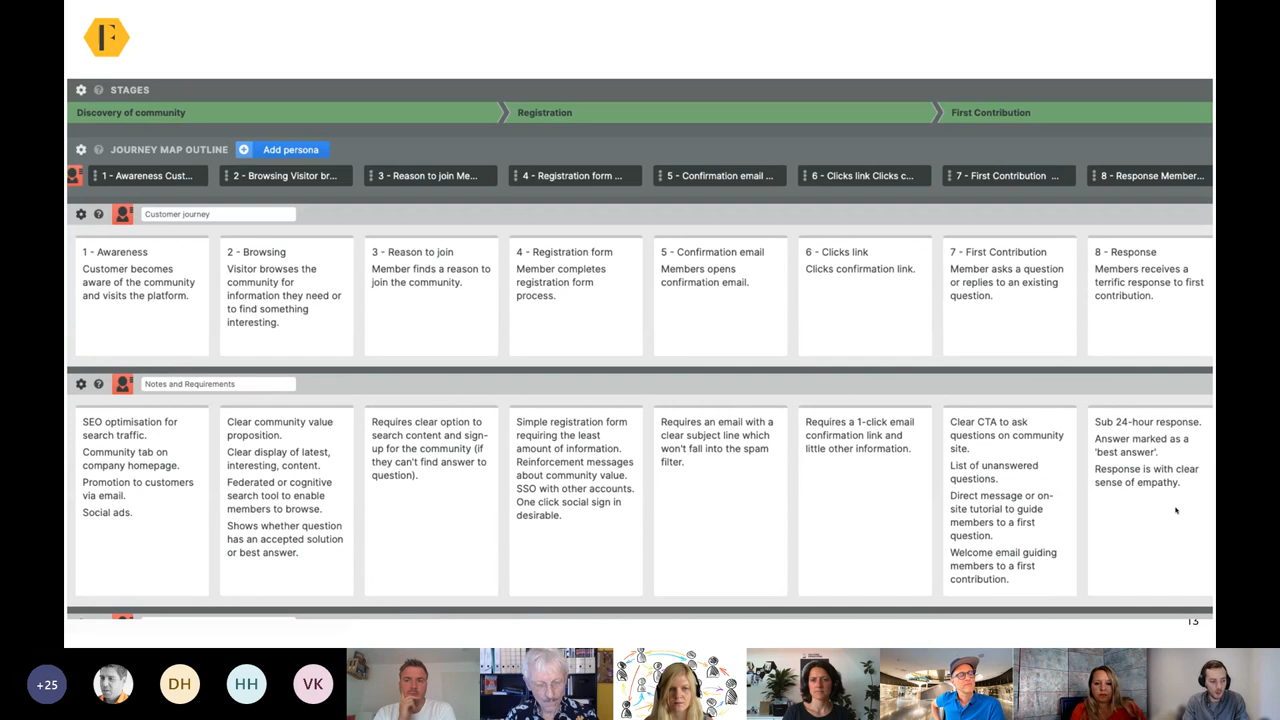 F
STAGES
Discovery of community
Registration
First Contribution
JOURNEY MAP OUTLINE
Add persona
1 - Awareness Cust...
2 - Browsing Visitor br...
3 - Reason to join Me...
4 - Registration form ...
5 - Confirmation email ...
6 - Clicks link Clicks c...
7 - First Contribution ...
8 - Response Member...
Customer journey
1 - Awareness
Customer becomes
aware of the community
and visits the platform.
2 - Browsing
Visitor browses the
community for
information they need or
to find something
interesting.
3 - Reason to join
Member finds a reason to
join the community.
4 - Registration form
Member completes
registration form
process.
5 - Confirmation email
Members opens
confirmation email.
6 - Clicks link
Clicks confirmation link.
7 - First Contribution
Member asks a question
or replies to an existing
question.
8 - Response
Members receives a
terrific response to first
contribution.
Notes and Requirements
SEO optimisation for
search traffic.
Community tab on
company homepage.
Promotion to customers
via email.
Social ads.
Clear community value
proposition.
Clear display of latest,
interesting, content.
Federated or cognitive
search tool to enable
members to browse.
Shows whether question
has an accepted solution
or best answer.
Requires clear option to
search content and sign-
up for the community (if
they can't find answer to
question).
Simple registration form
requiring the least
amount of information.
Reinforcement messages
about community value.
SSO with other accounts.
One click social sign in
desirable.
Requires an email with a
clear subject line which
won't fall into the spam
filter.
Requires a 1-click email
confirmation link and
little other information.
Clear CTA to ask
questions on community
site.
List of unanswered
questions.
Direct message or on-
site tutorial to guide
members to a first
question.
Welcome email guiding
members to a first
contribution.
Sub 24-hour response.
Answer marked as a
'best answer'.
Response is with clear
sense of empathy.
13
+25
DH
HH
VK